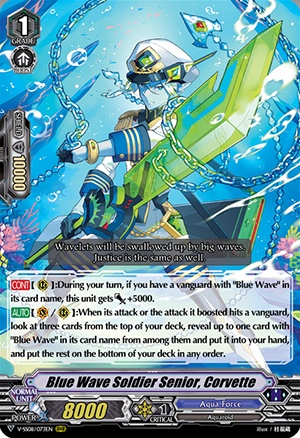 1
GRADE
BOOST
10000
Wavelets will be swallowed up by big waves.
Justice is the same as well.
CONT [ ]:During your turn, if you have a vanguard with "Blue Wave" in
its card name, this unit gets +5000.
AUTO [ ]:When its attack or the attack it boosted hits a vanguard,
look at three cards from the top of your deck, reveal up to one card with
"Blue Wave" in its card name from among them and put it into your hand,
and put the rest on the bottom of your deck in any order.
NORMAL
UNIT
Blue Wave Soldier Senior, Corvette
POWER
8000
1
CRITICAL
Aqua Force
Aquaroid
V-SS08/073EN RRR
Illust